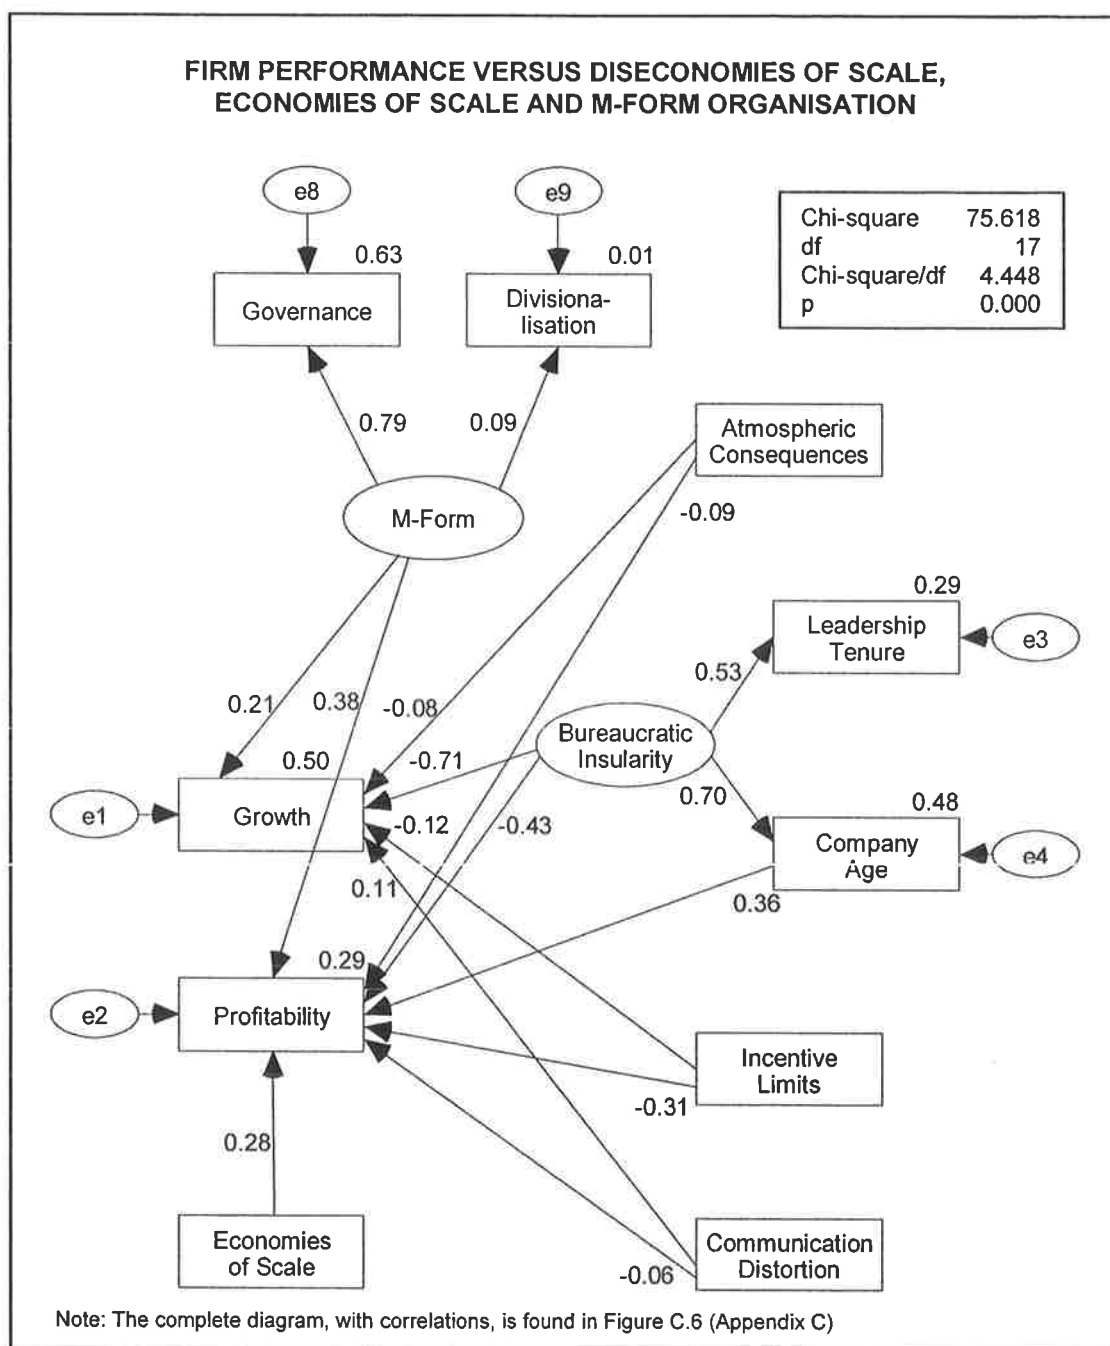 FIRM PERFORMANCE VERSUS DISECONOMIES OF SCALE,
ECONOMIES OF SCALE AND M-FORM ORGANISATION
e8
e9
Chi-square 75.618
df 17
Chi-square/df 4.448
p 0.000
0.63
0.01
Governance
Divisiona-
lisation
0.79
0.09
Atmospheric
Consequences
M-Form
-0.09
0.29
Leadership
Tenure
e3
0.53
0.21
0.38
-0.08
Bureaucratic
Insularity
0.50
-0.71
0.70
0.48
e1
Growth
-0.12
-0.43
Company
Age
e4
0.11
0.36
0.29
e2
Profitability
Incentive
Limits
-0.31
0.28
Economies
of Scale
Communication
Distortion
-0.06
Note: The complete diagram, with correlations, is found in Figure C.6 (Appendix C)